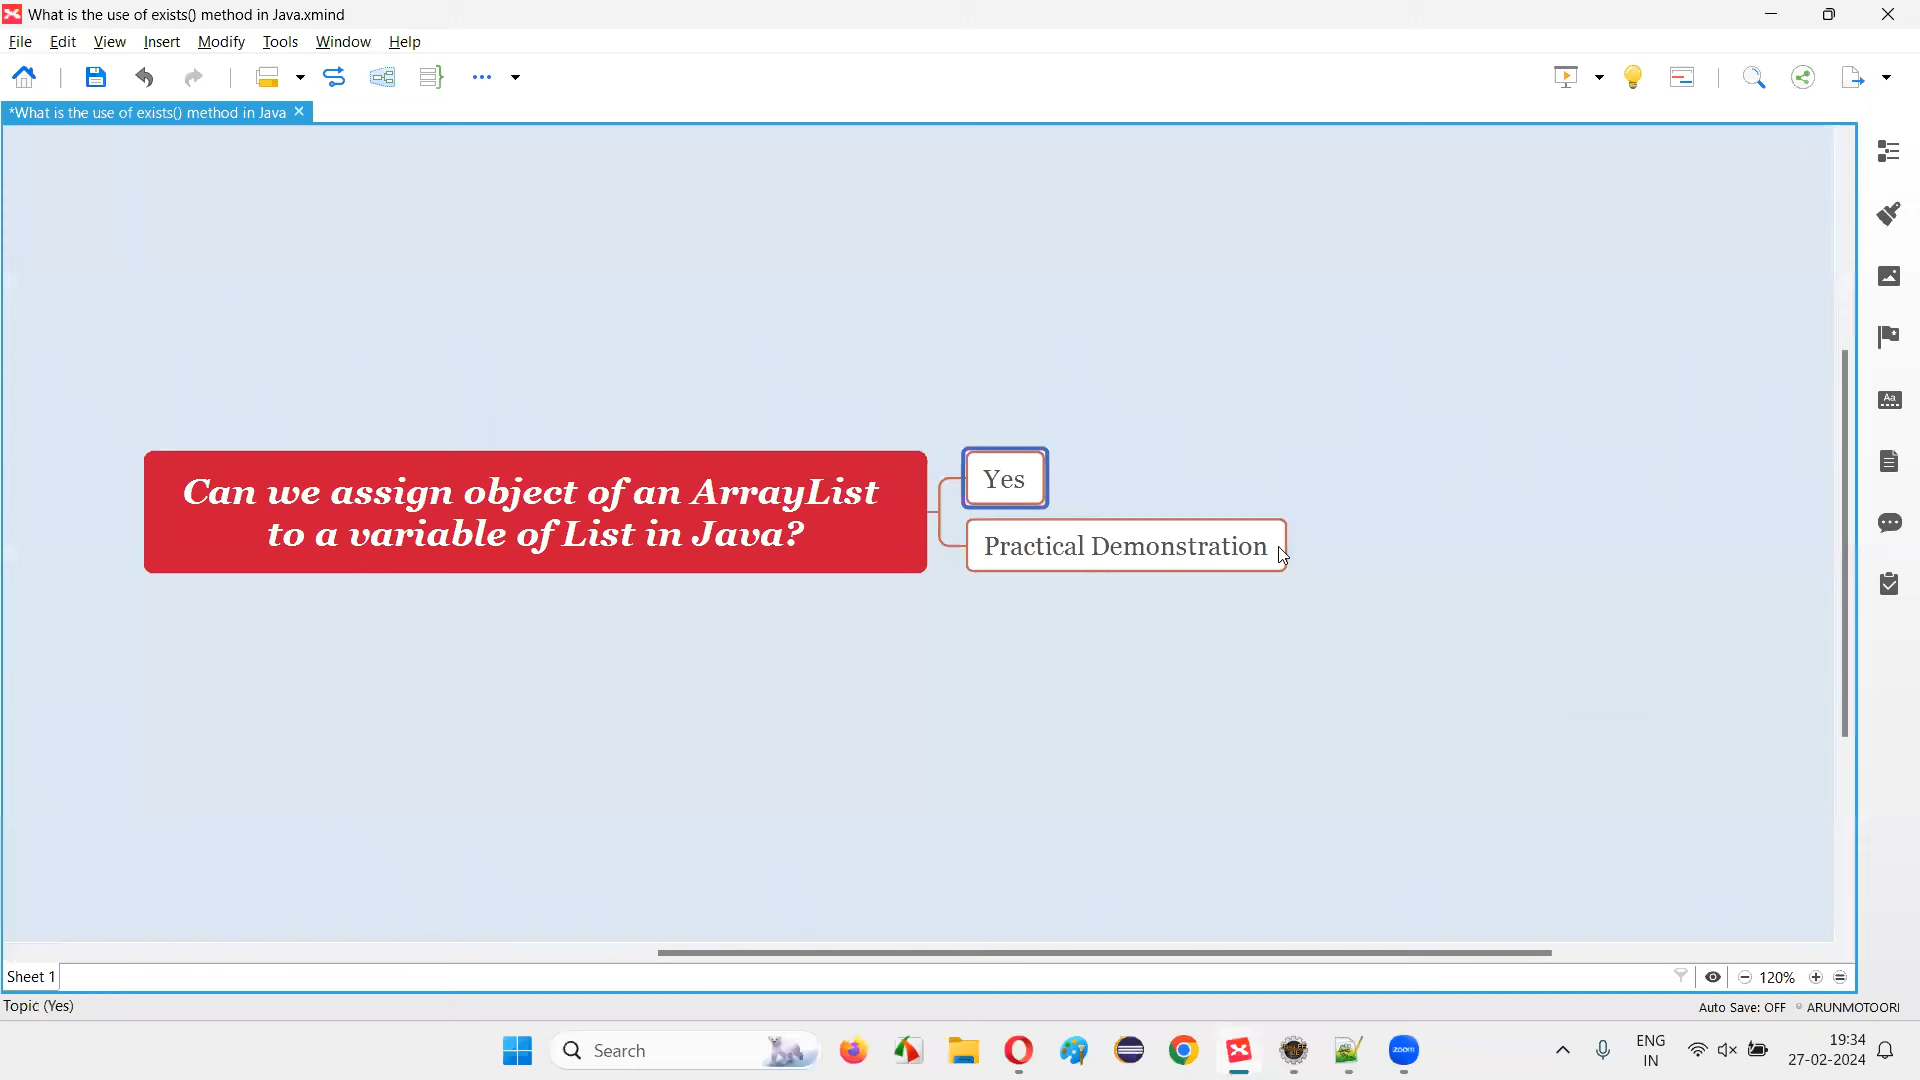 What is the use of exists() method in Java.xmind
File Edit View Insert Modify Tools Window Help
*What is the use of exists() method in Java
Can we assign object of an ArrayList
to a variable of List in Java?
Yes
Practical Demonstration
Aa
Sheet 1
120%
Topic (Yes)
Auto Save: OFF
ARUNMOTOORI
Search
zoom
ENG
IN
19:34
27-02-2024